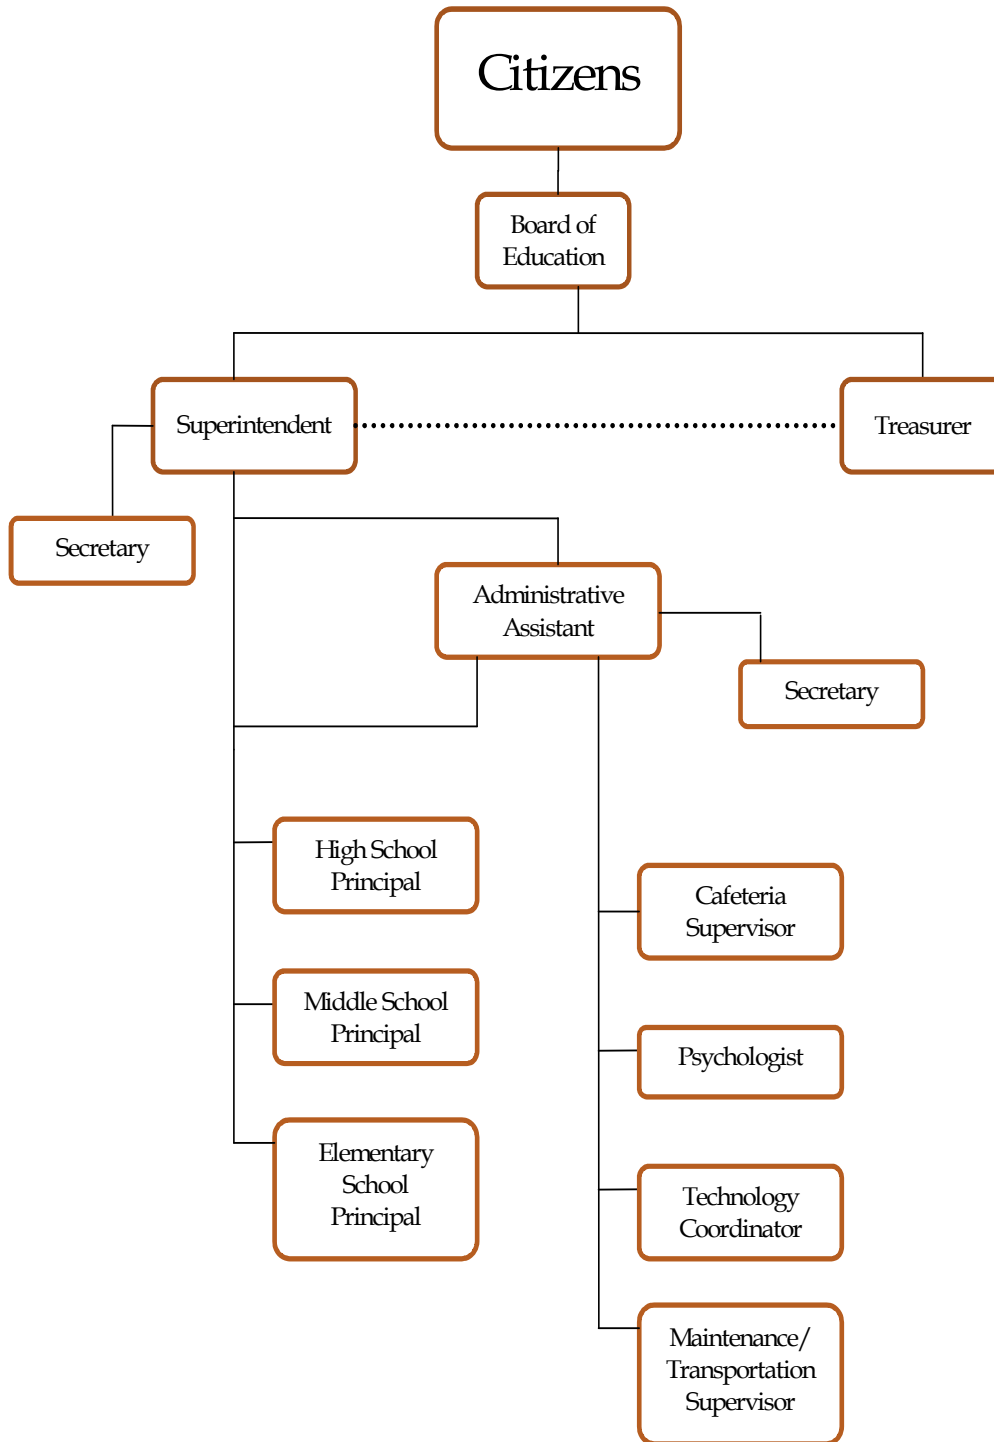 Citizens
Board of
Education
Superintendent
Treasurer
Secretary
Administrative
Assistant
Secretary
High School
Principal
Cafeteria
Supervisor
Middle School
Principal
Psychologist
Elementary
School
Principal
Technology
Coordinator
Maintenance/
Transportation
Supervisor